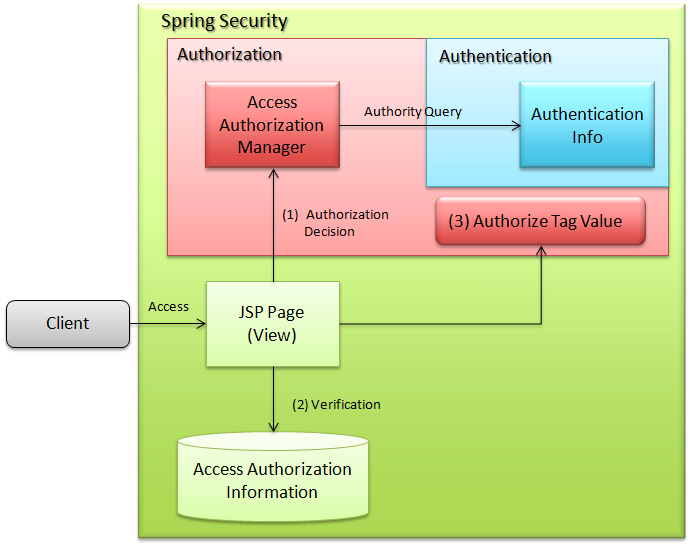 Spring Security
Authorization
Authentication
Access
Authorization
Manager
Authority Query
Authentication
Info
(1) Authorization
Decision
(3) Authorize Tag Value
Client
Access
JSP Page
(View)
(2) Verification
Access Authorization
Information